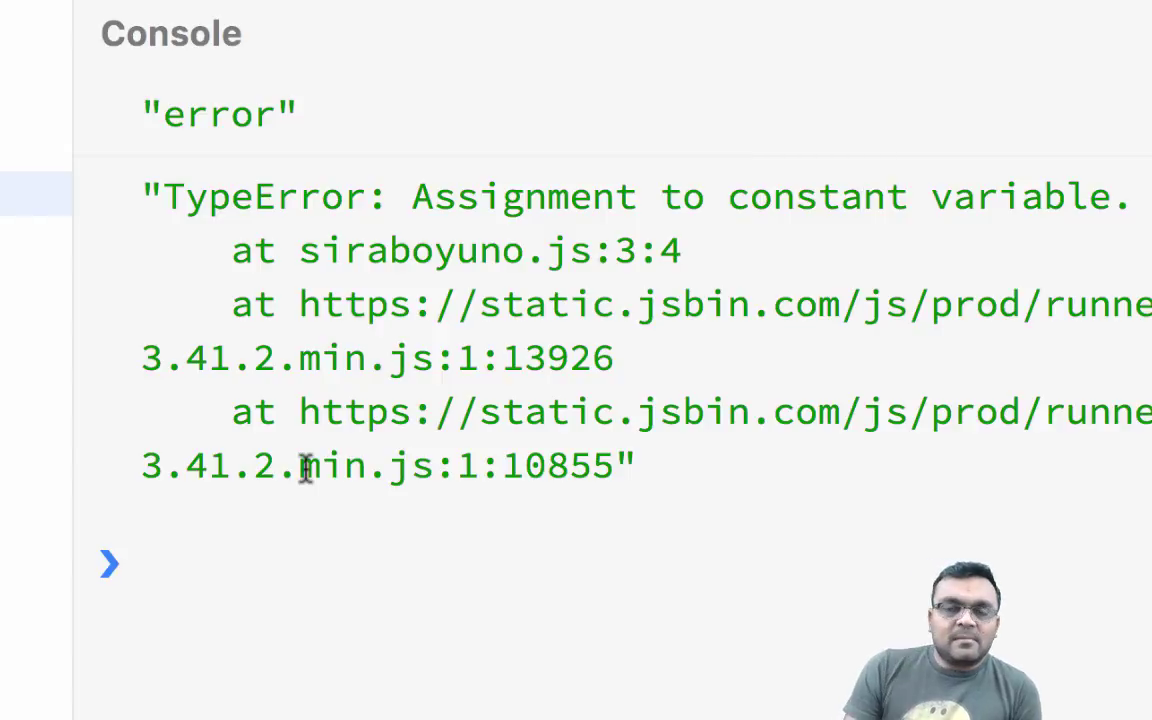 Console
"error"
"TypeError: Assignment to constant variable.
at siraboyuno.js:3:4
at https://static.jsbin.com/js/prod/runne
3.41.2.min.js:1:13926
at https://static.jsbin.com/js/prod/runne
3.41.2.min.js:1:10855"